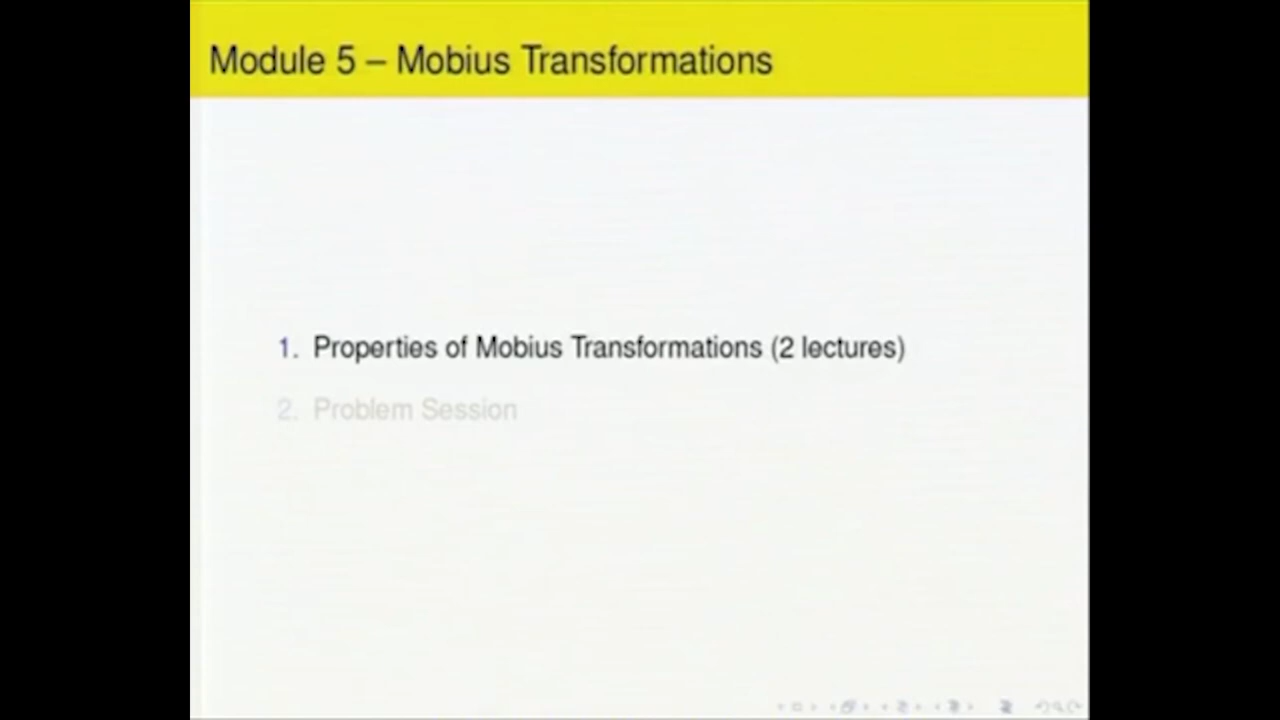 Module 5 – Mobius Transformations
1. Properties of Mobius Transformations (2 lectures)
2. Problem Session